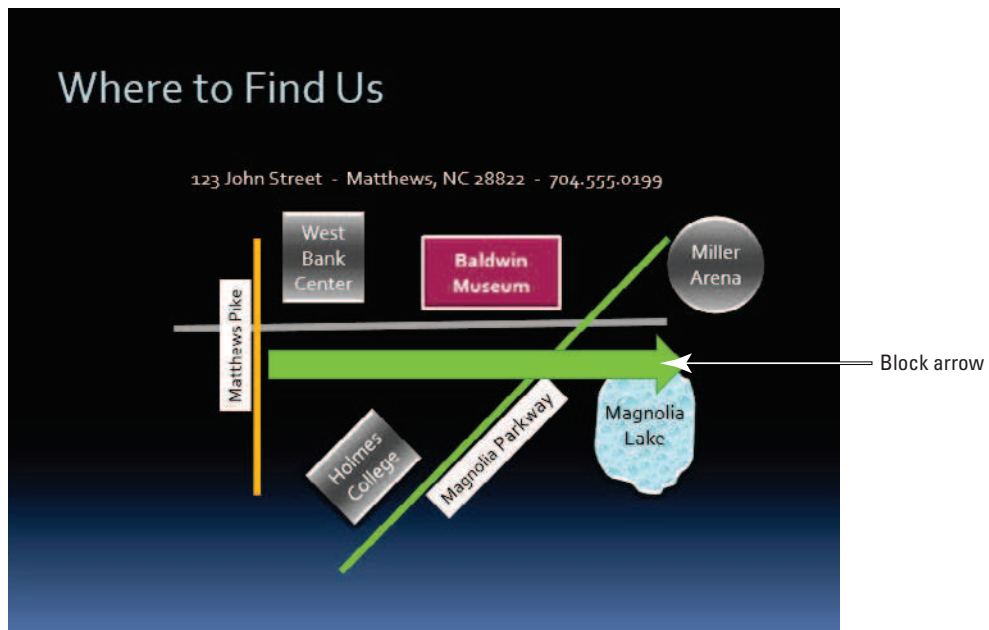 Where to Find Us
123 John Street - Matthews, NC 28822 - 704.555.0199
West
Bank
Center
Baldwin
Museum
Miller
Arena
Matthews Pike
Block arrow
Magnolia
Lake
Holmes
College
Magnolia Parkway